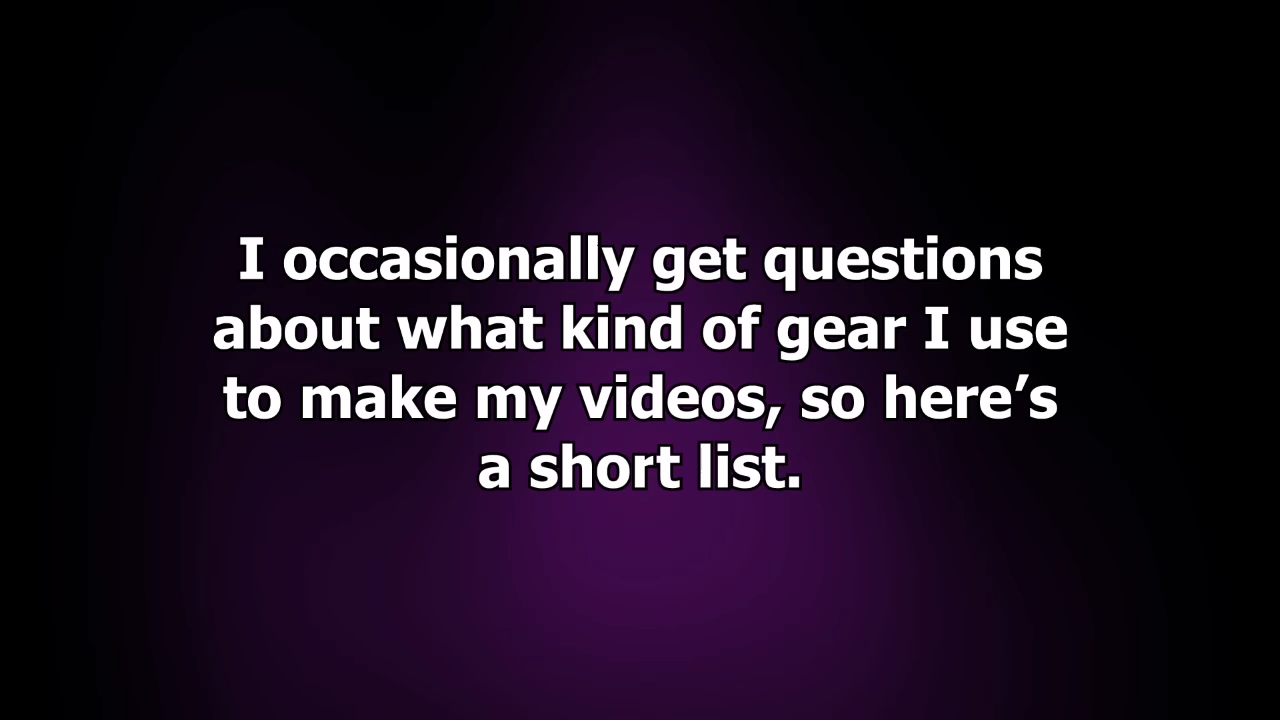 I occasionally get questions
about what kind of gear I use
to make my videos, so here’s
a short list.